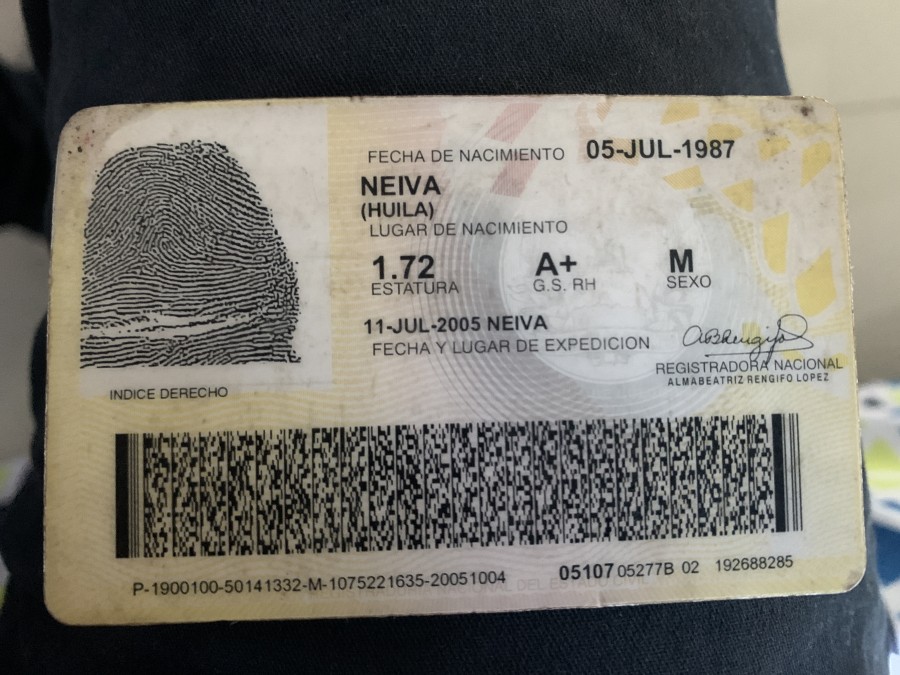 FECHA DE NACIMIENTO 05-JUL-1987
NEIVA
(HUILA)
LUGAR DE NACIMIENTO
1.72 A+ M
ESTATURA G.S. RH SEXO
11-JUL-2005 NEIVA
FECHA Y LUGAR DE EXPEDICION
REGISTRADORA NACIONAL
ALMABEATRIZ RENGIFO LOPEZ
INDICE DERECHO
P-1900100-50141332-M-1075221635-20051004 05107 05277B 02 192688285